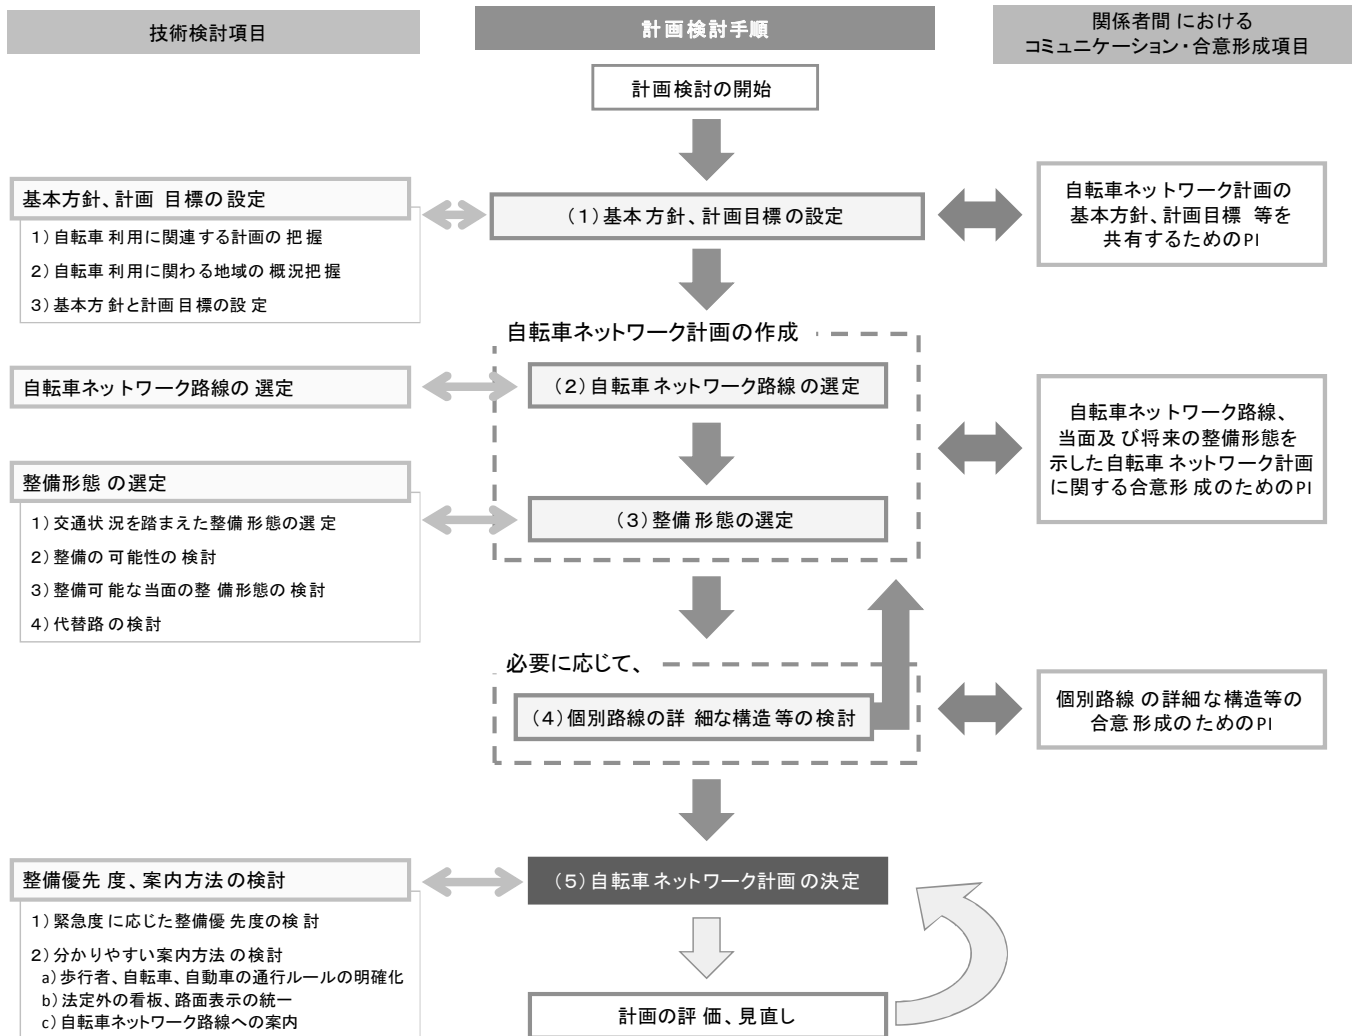 技術検討項目
計画検討手順
関係者間における
コミュニケーション・合意形成項目
計画検討の開始
基本方針、計画目標の設定
1)自転車利用に関連する計画の把握
2)自転車利用に関わる地域の概況把握
3)基本方針と計画目標の設定
(1)基本方針、計画目標の設定
自転車ネットワーク計画の
基本方針、計画目標等を
共有するためのPI
自転車ネットワーク計画の作成
自転車ネットワーク路線の選定
(2)自転車ネットワーク路線の選定
自転車ネットワーク路線、
当面及び将来の整備形態を
示した自転車ネットワーク計画
に関する合意形成のためのPI
整備形態の選定
1)交通状況を踏まえた整備形態の選定
2)整備の可能性の検討
3)整備可能な当面の整備形態の検討
4)代替路の検討
(3)整備形態の選定
必要に応じて、
(4)個別路線の詳細な構造等の検討
個別路線の詳細な構造等の
合意形成のためのPI
整備優先度、案内方法の検討
1)緊急度に応じた整備優先度の検討
2)分かりやすい案内方法の検討
a)歩行者、自転車、自動車の通行ルールの明確化
b)法定外の看板、路面表示の統一
c)自転車ネットワーク路線への案内
(5)自転車ネットワーク計画の決定
計画の評価、見直し